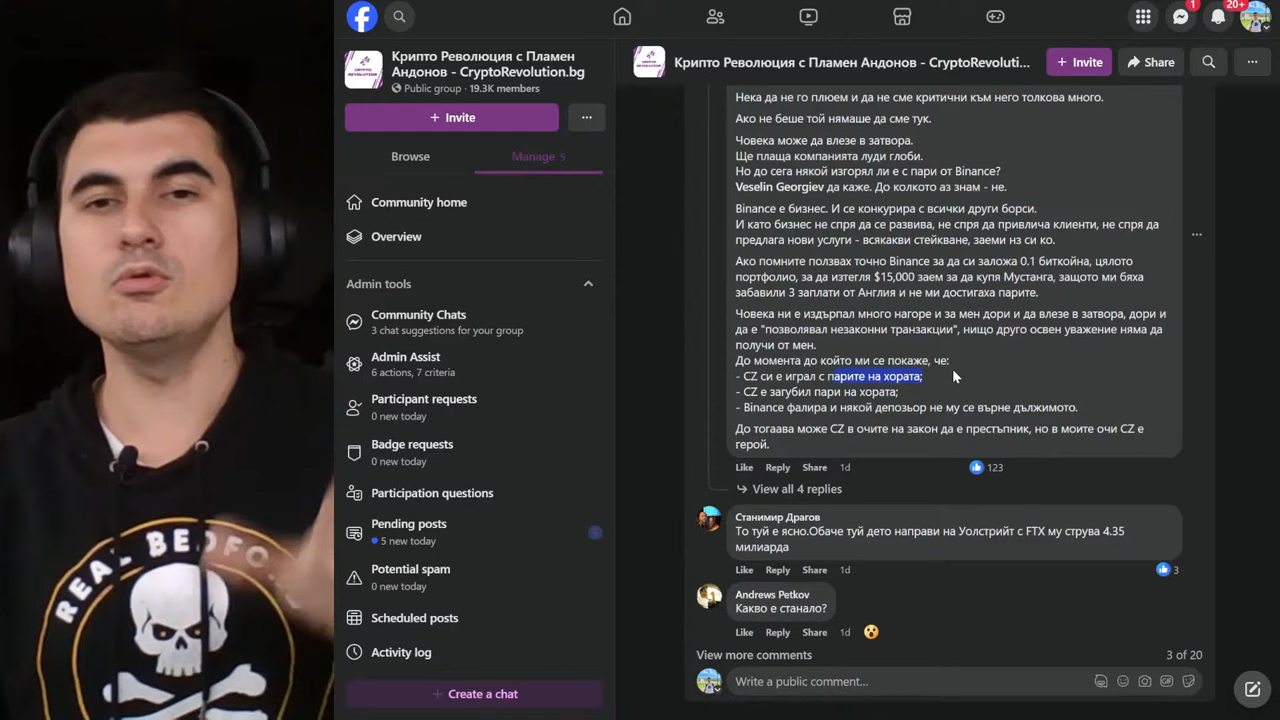 1
20+
Крипто Революция с Пламен
Андонов - CryptoRevolution.bg
Public group · 19.3K members
+ Invite
...
Browse
Manage 5
Community home
Overview
Admin tools
Community Chats
3 chat suggestions for your group
Admin Assist
6 actions, 7 criteria
Participant requests
0 new today
Badge requests
0 new today
Participation questions
Pending posts
5 new today
Potential spam
0 new today
Scheduled posts
Activity log
+ Create a chat
Крипто Революция с Пламен Андонов - CryptoRevoluti...
+ Invite
Share
...
Нека да не го плюем и да не сме критични към него толкова много.
Ако не беше той нямаше да сме тук.
Човека може да влезе в затвора.
Ще плаща компанията луди глоби.
Но до сега някой изгорял ли е с пари от Binance?
Veselin Georgiev да каже. До колкото аз знам - не.
Binance е бизнес. И се конкурира с всички други борси.
И като бизнес не спря да се развива, не спря да привлича клиенти, не спря да
предлага нови услуги - всякакви стейкване, заеми нз си ко.
Ако помните ползвах точно Binance за да си заложа 0.1 биткойна, цялото
портфолио, за да изтегля $15,000 заем за да купя Мустанга, защото ми бяха
забавили 3 заплати от Англия и не ми достигаха парите.
Човека ни е издърпал много нагоре и за мен дори и да влезе в затвора, дори и
да е "позволявал незаконни транзакции", нищо друго освен уважение няма да
получи от мен.
До момента до който ми се покаже, че:
- CZ си е играл с парите на хората;
- CZ е загубил пари на хората;
- Binance фалира и някой депозьор не му се върне дължимото.
До тогаава може CZ в очите на закон да е престъпник, но в моите очи CZ е
герой.
Like Reply Share 1d 123
View all 4 replies
Станимир Драгов
То туй е ясно.Обаче туй дето направи на Уолстрийт с FTX му струва 4.35
милиарда
Like Reply Share 1d 3
Andrews Petkov
Какво е станало?
Like Reply Share 1d
View more comments 3 of 20
Write a public comment...
REAL BEDFO